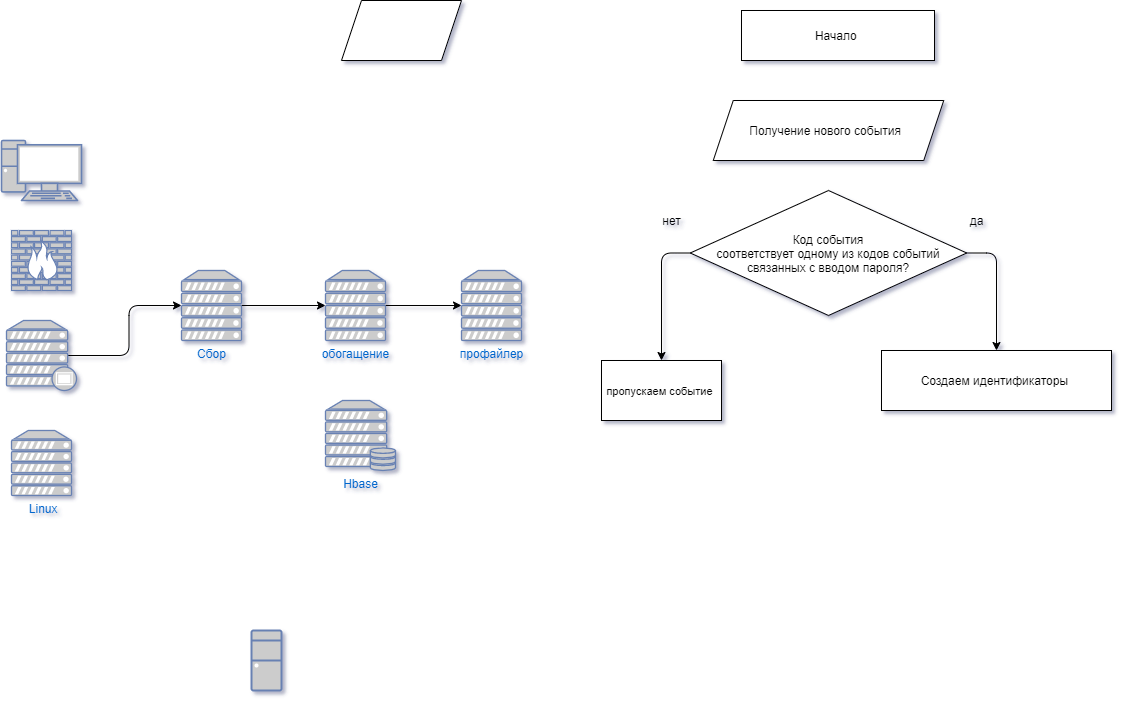 Начало
Получение нового события
нет
да
Код события
соответствует одному из кодов событий
связанных с вводом пароля?
Сбор
обогащение
профайлер
Создаем идентификаторы
пропускаем событие
Hbase
Linux